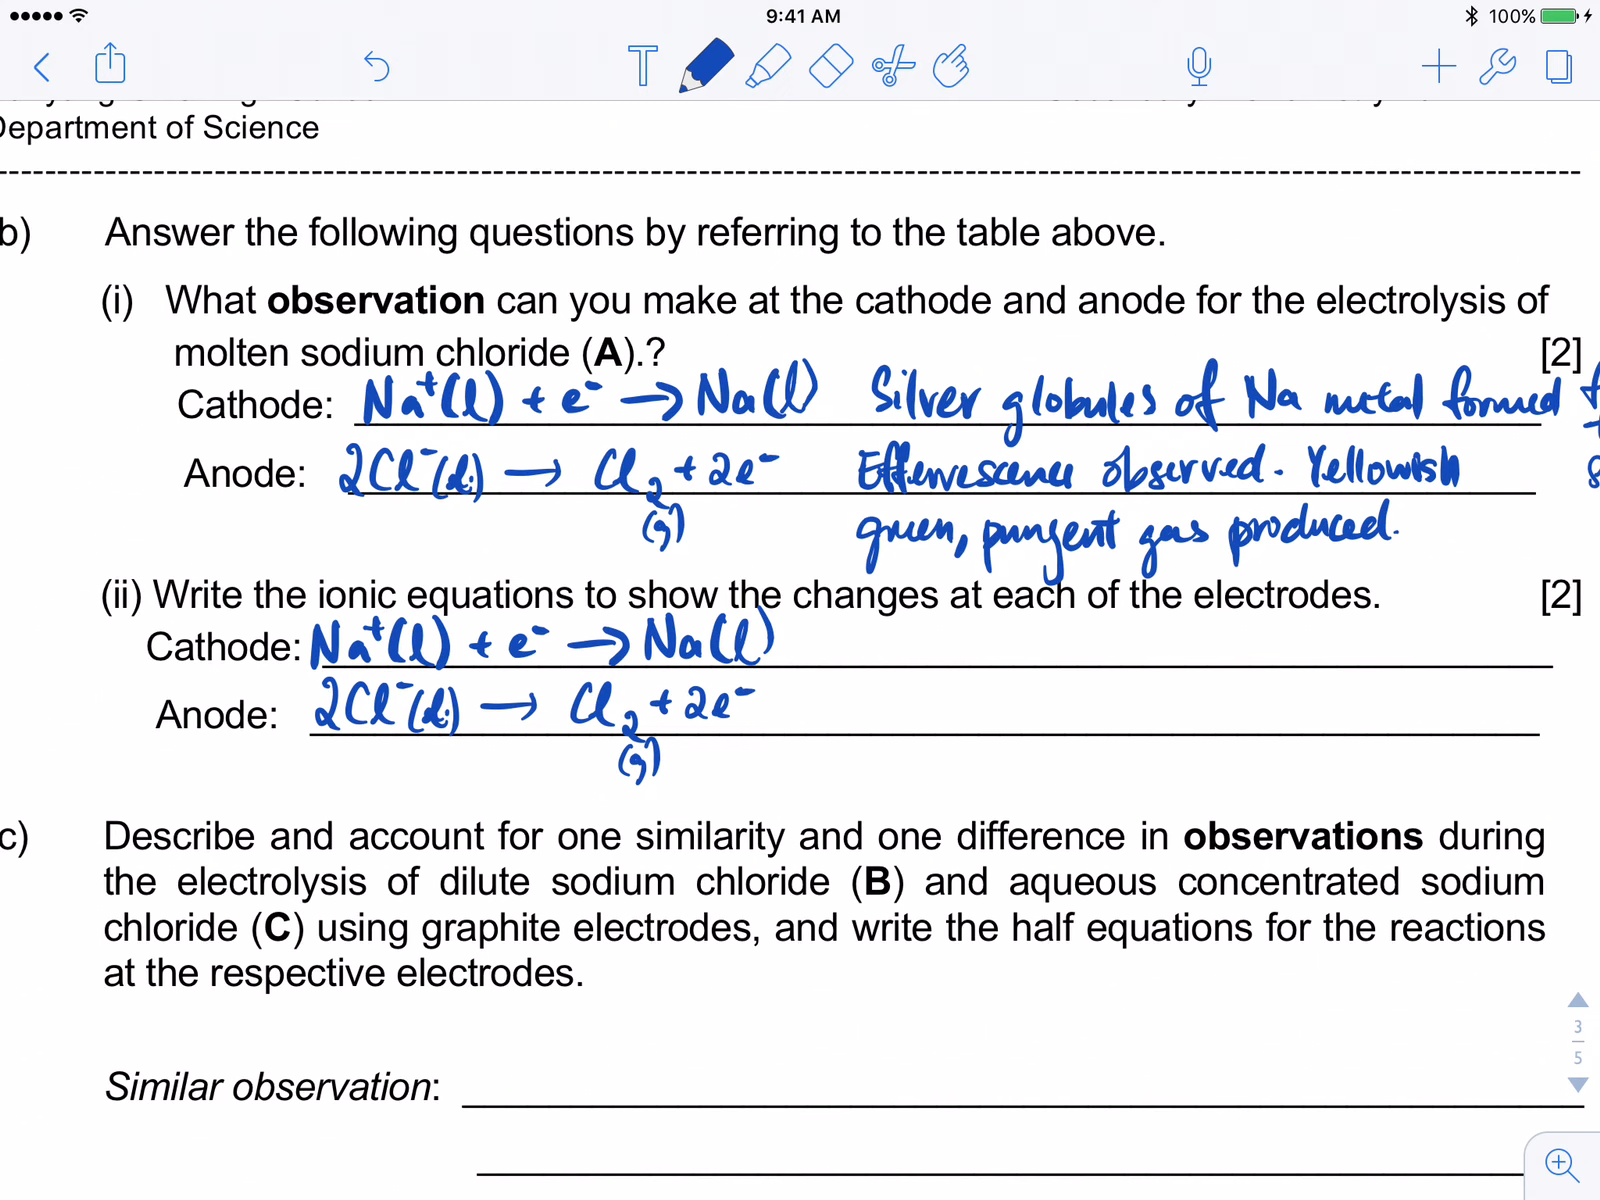 9:41 AM
100%
T
Department of Science
b) Answer the following questions by referring to the table above.
(i) What observation can you make at the cathode and anode for the electrolysis of
molten sodium chloride (A).? [2]
Cathode: Na⁺(l) + e⁻ → Na(l) Silver globules of Na metal formed
Anode: 2Cl⁻(l) → Cl₂ + 2e⁻ Effervescence observed. Yellowish
(g) green, pungent gas produced.
(ii) Write the ionic equations to show the changes at each of the electrodes. [2]
Cathode: Na⁺(l) + e⁻ → Na(l)
Anode: 2Cl⁻(l) → Cl₂ + 2e⁻
(g)
c) Describe and account for one similarity and one difference in observations during
the electrolysis of dilute sodium chloride (B) and aqueous concentrated sodium
chloride (C) using graphite electrodes, and write the half equations for the reactions
at the respective electrodes.
3
5
Similar observation: